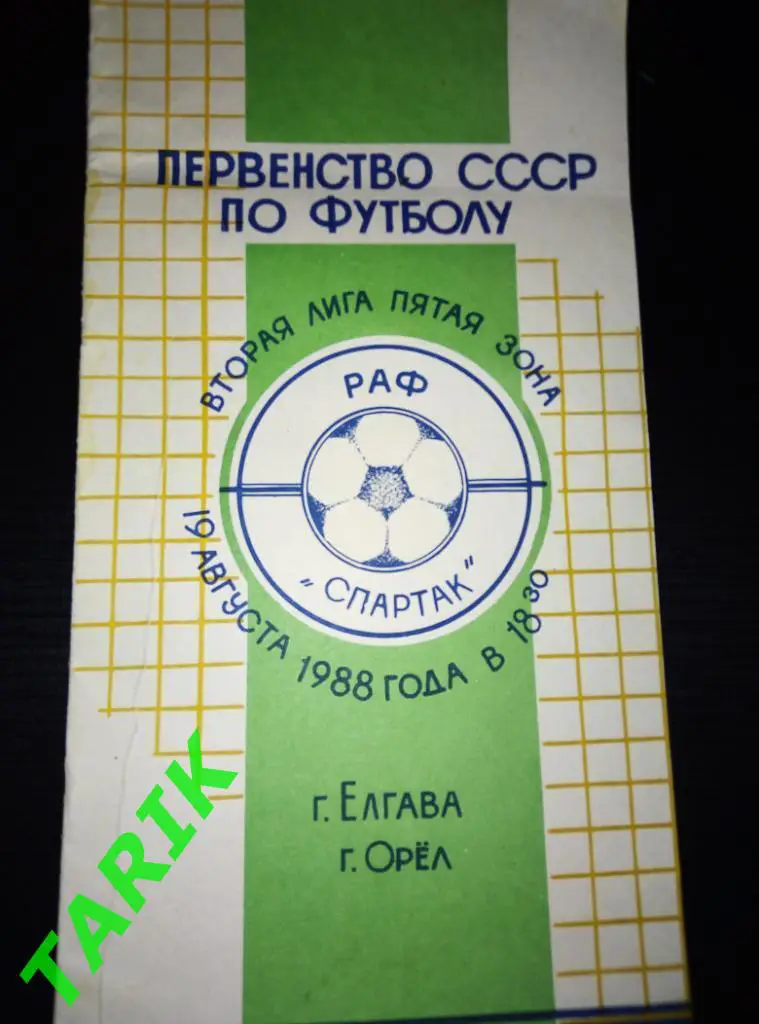 ПЕРВЕНСТВО СССР
ПО ФУТБОЛУ
ВТОРАЯ ЛИГА ПЯТАЯ ЗОНА
РАФ
„СПАРТАК"
19 АВГУСТА 1988 ГОДА В 18 30
г. ЕЛГАВА
г. ОРЁЛ
TARIK